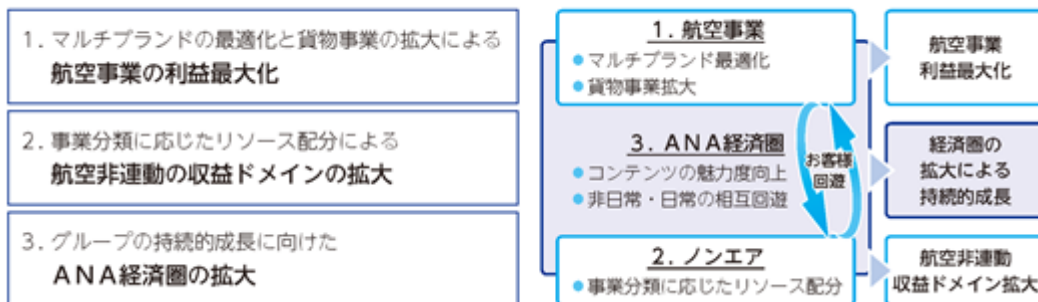 1. マルチブランドの最適化と貨物事業の拡大による
航空事業の利益最大化
2. 事業分類に応じたリソース配分による
航空非連動の収益ドメインの拡大
3. グループの持続的成長に向けた
ANA経済圏の拡大
1. 航空事業
●マルチブランド最適化
●貨物事業拡大
3. ANA経済圏
●コンテンツの魅力度向上
●非日常・日常の相互回遊
お客様
回遊
2. ノンエア
●事業分類に応じたリソース配分
航空事業
利益最大化
経済圏の
拡大による
持続的成長
航空非連動
収益ドメイン拡大